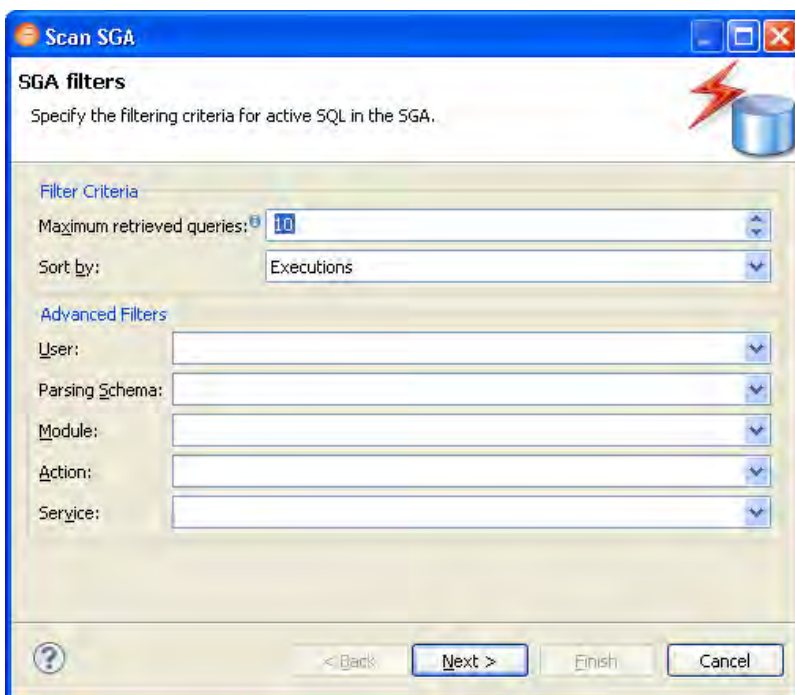 Scan SGA
SGA filters
Specify the filtering criteria for active SQL in the SGA.
Filter Criteria
Maximum retrieved queries: 10
Sort by: Executions
Advanced Filters
User:
Parsing Schema:
Module:
Action:
Service:
? < Back Next > Finish Cancel